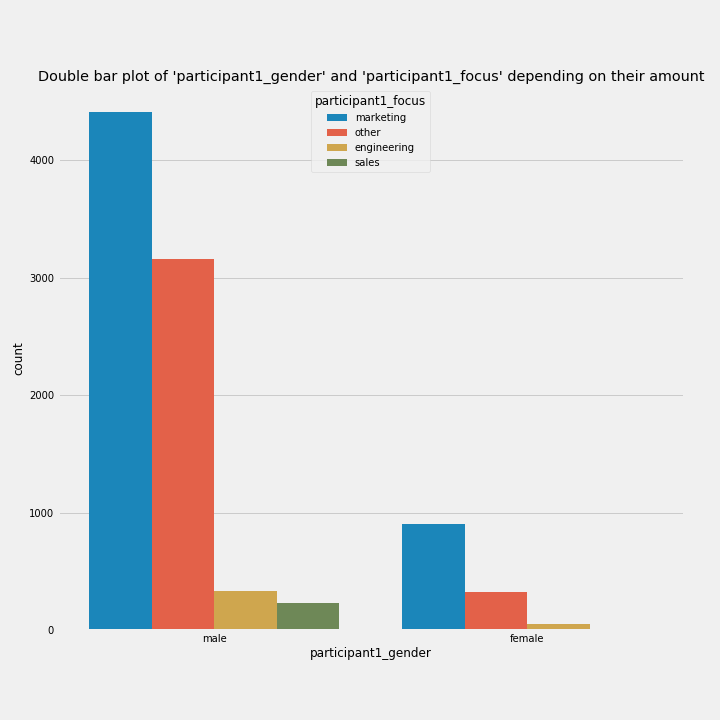 Double bar plot of 'participant1_gender' and 'participant1_focus' depending on their amount
participant1_focus
marketing
other
engineering
sales
4000
3000
2000
1000
0
count
male
female
participant1_gender